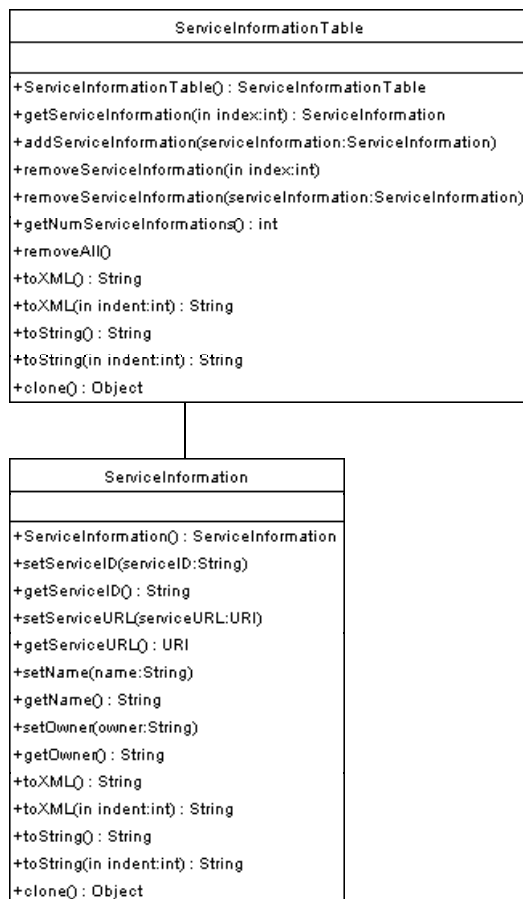 ServiceInformationTable
+ServiceInformationTable() : ServiceInformationTable
+getServiceInformation(in index:int) : ServiceInformation
+addServiceInformation(serviceInformation:ServiceInformation)
+removeServiceInformation(in index:int)
+removeServiceInformation(serviceInformation:ServiceInformation)
+getNumServiceInformations() : int
+removeAll()
+toXML() : String
+toXML(in indent:int) : String
+toString() : String
+toString(in indent:int) : String
+clone() : Object
ServiceInformation
+ServiceInformation() : ServiceInformation
+setServiceID(serviceID:String)
+getServiceID() : String
+setServiceURL(serviceURL:URI)
+getServiceURL() : URI
+setName(name:String)
+getName() : String
+setOwner(owner:String)
+getOwner() : String
+toXML() : String
+toXML(in indent:int) : String
+toString() : String
+toString(in indent:int) : String
+clone() : Object